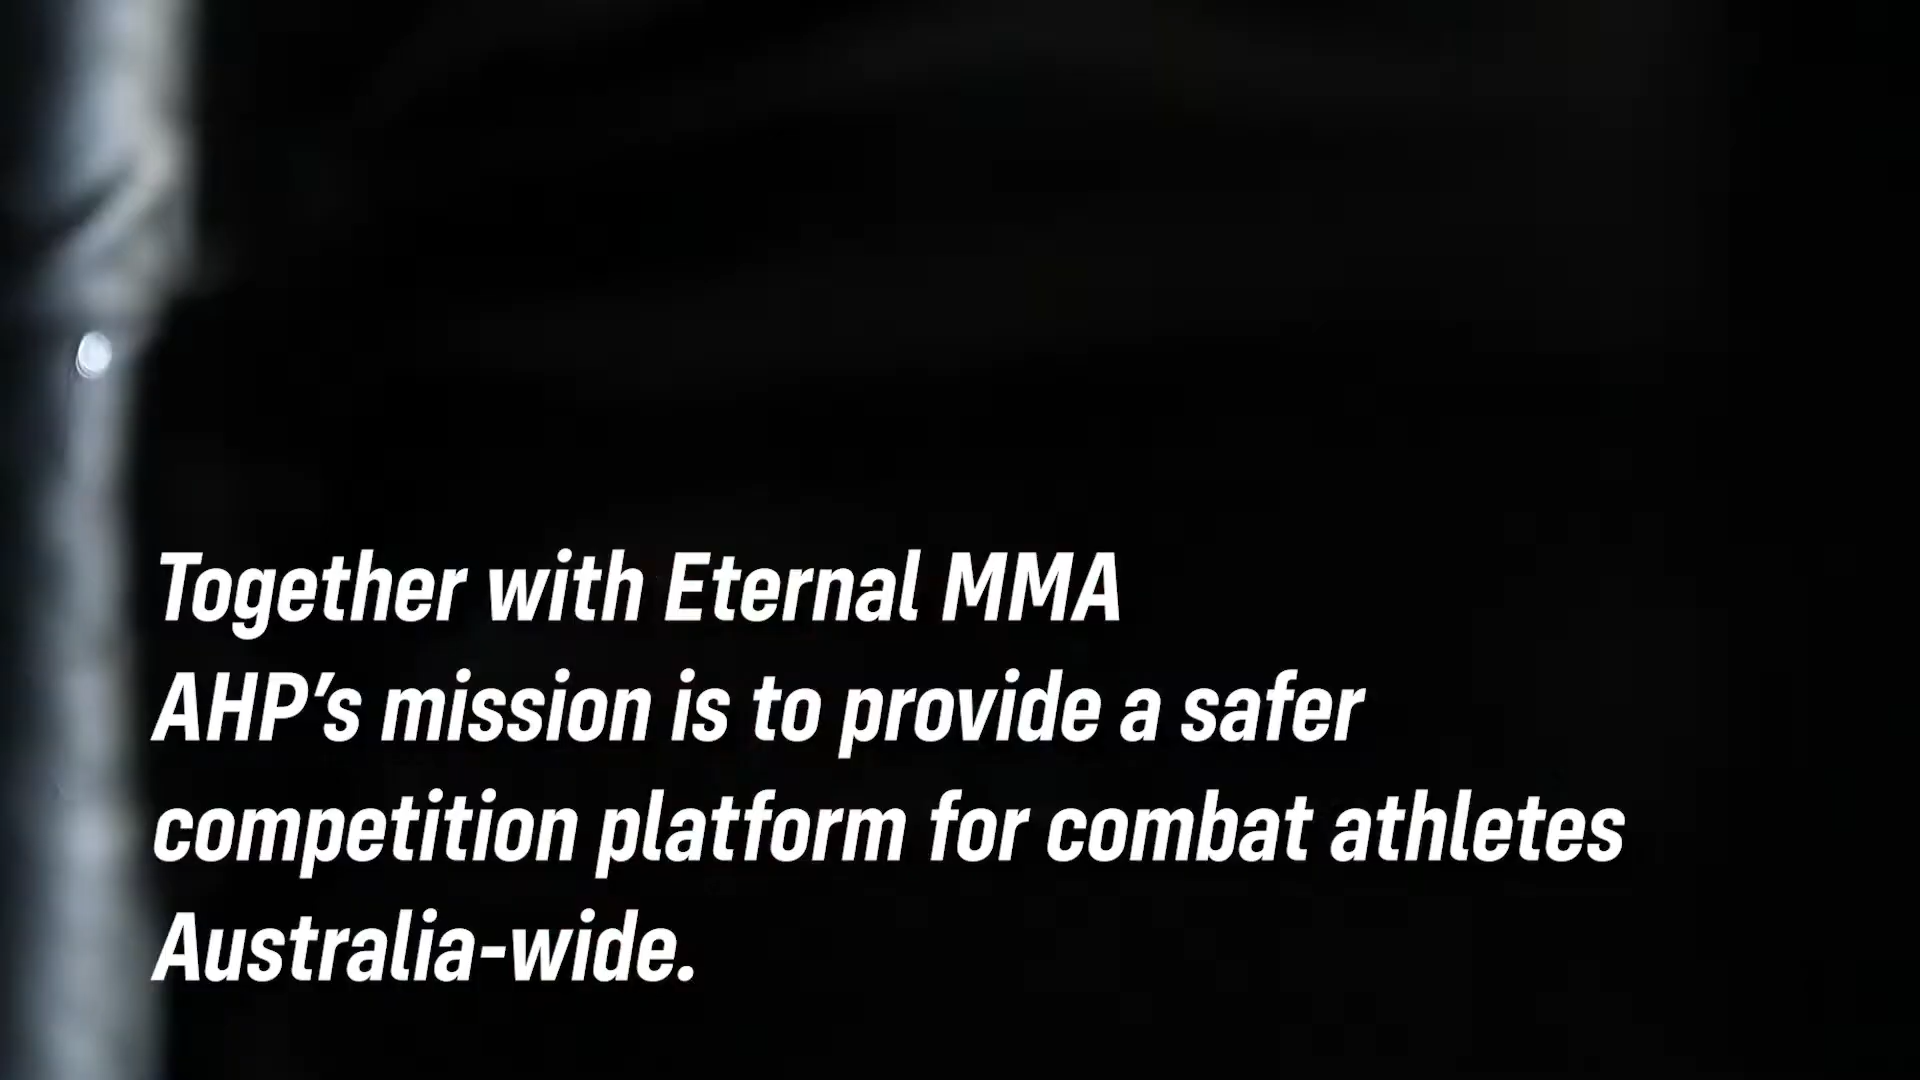 Together with Eternal MMA
AHP’s mission is to provide a safer
competition platform for combat athletes
Australia-wide.